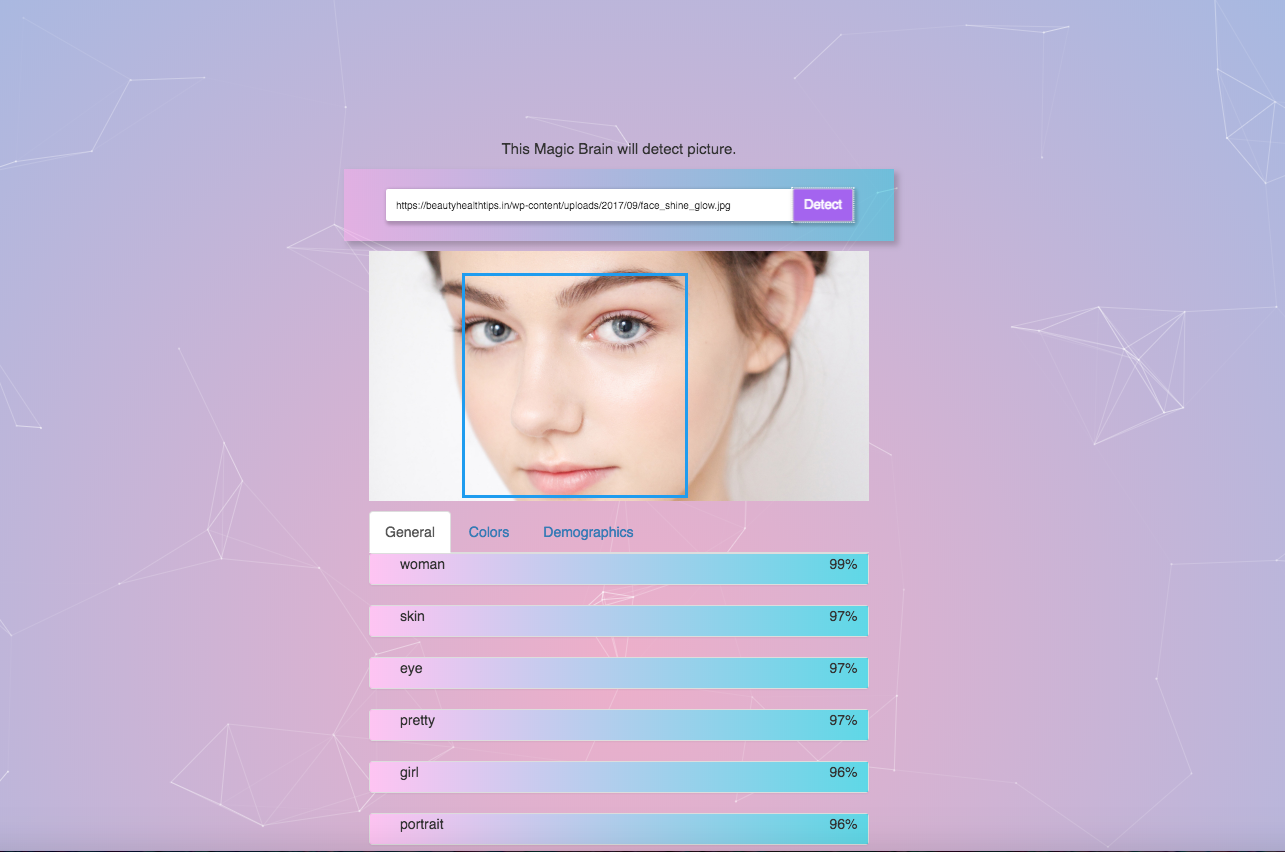 This Magic Brain will detect picture.
https://beautyhealthtips.in/wp-content/uploads/2017/09/face_shine_glow.jpg Detect
General Colors Demographics
woman 99%
skin 97%
eye 97%
pretty 97%
girl 96%
portrait 96%